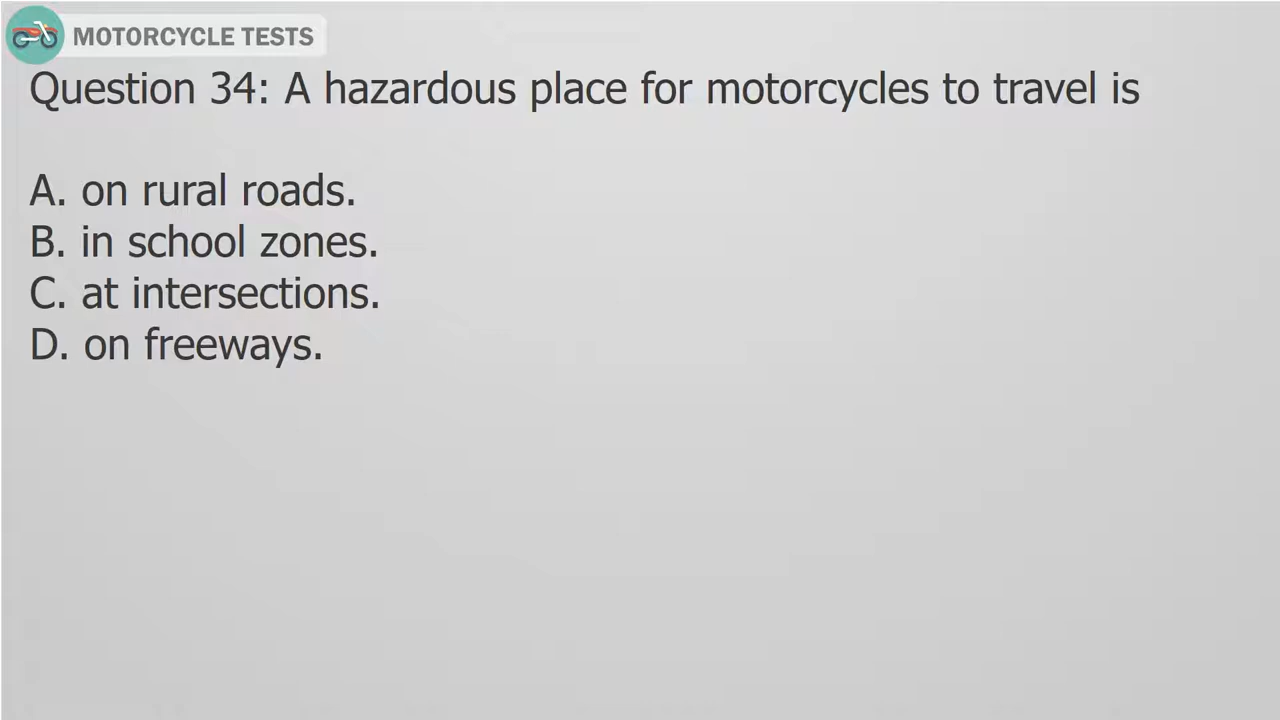 MOTORCYCLE TESTS
Question 34: A hazardous place for motorcycles to travel is
A. on rural roads.
B. in school zones.
C. at intersections.
D. on freeways.